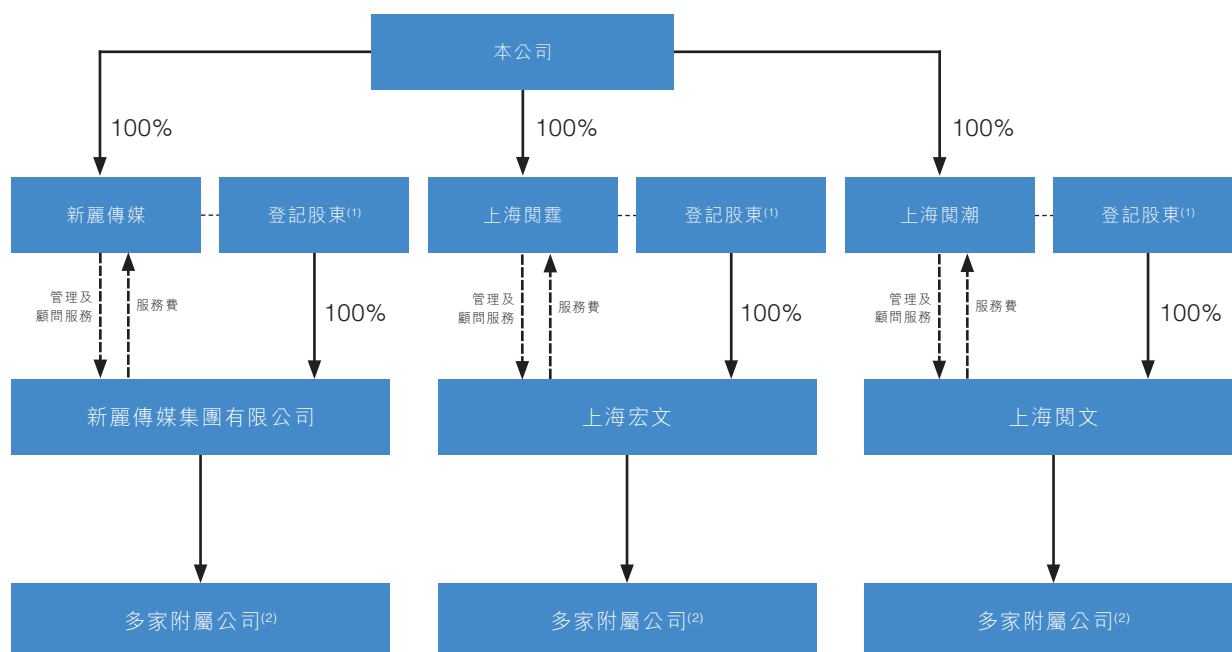 本公司
100%
100%
100%
新麗傳媒
登記股東(1)
上海閱霆
登記股東(1)
上海閱潮
登記股東(1)
管理及
顧問服務
服務費
100%
管理及
顧問服務
服務費
100%
管理及
顧問服務
服務費
100%
新麗傳媒集團有限公司
上海宏文
上海閱文
多家附屬公司(2)
多家附屬公司(2)
多家附屬公司(2)